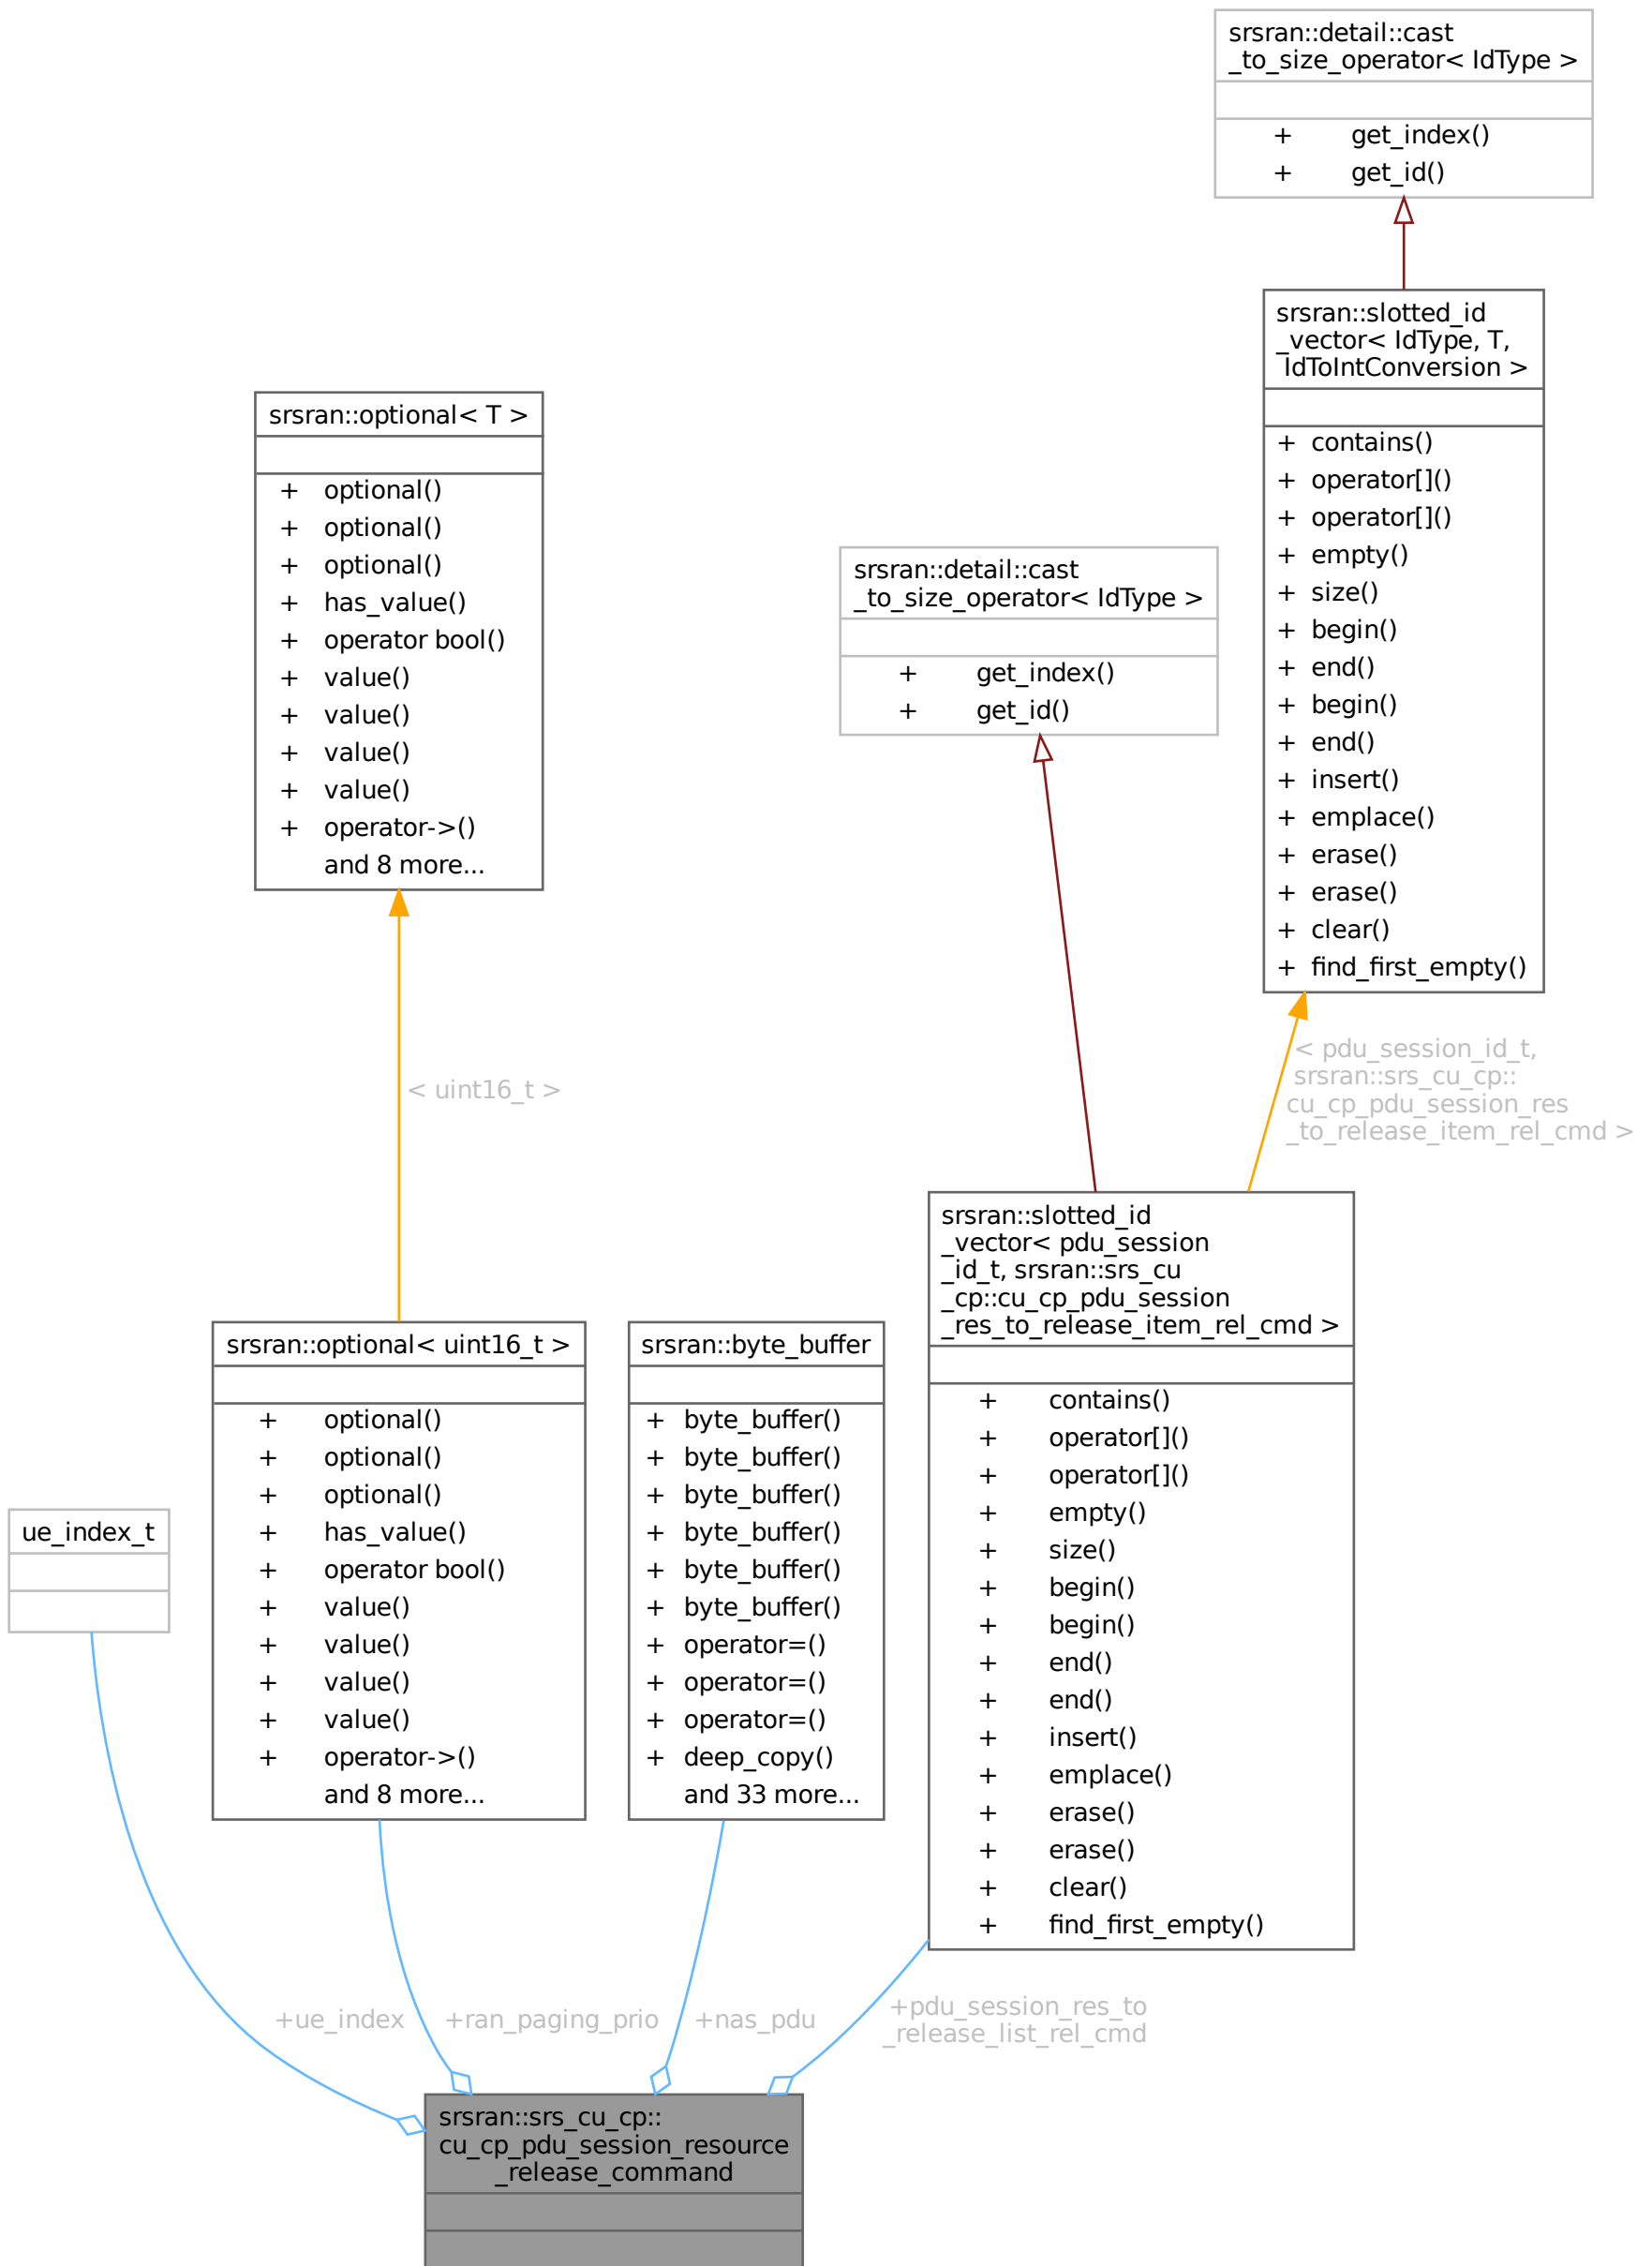 srsran::detail::cast
_to_size_operator< IdType >
+ get_index()
+ get_id()
srsran::slotted_id
_vector< IdType, T,
IdToIntConversion >
+ contains()
+ operator[]()
+ operator[]()
+ empty()
+ size()
+ begin()
+ end()
+ begin()
+ end()
+ insert()
+ emplace()
+ erase()
+ erase()
+ clear()
+ find_first_empty()
srsran::optional< T >
+ optional()
+ optional()
+ optional()
+ has_value()
+ operator bool()
+ value()
+ value()
+ value()
+ value()
+ operator->()
and 8 more...
srsran::detail::cast
_to_size_operator< IdType >
+ get_index()
+ get_id()
< uint16_t >
< pdu_session_id_t,
srsran::srs_cu_cp::
cu_cp_pdu_session_res
_to_release_item_rel_cmd >
srsran::slotted_id
_vector< pdu_session
_id_t, srsran::srs_cu
_cp::cu_cp_pdu_session
_res_to_release_item_rel_cmd >
+ contains()
+ operator[]()
+ operator[]()
+ empty()
+ size()
+ begin()
+ begin()
+ end()
+ end()
+ insert()
+ emplace()
+ erase()
+ erase()
+ clear()
+ find_first_empty()
srsran::optional< uint16_t >
+ optional()
+ optional()
+ optional()
+ has_value()
+ operator bool()
+ value()
+ value()
+ value()
+ value()
+ operator->()
and 8 more...
srsran::byte_buffer
+ byte_buffer()
+ byte_buffer()
+ byte_buffer()
+ byte_buffer()
+ byte_buffer()
+ byte_buffer()
+ operator=()
+ operator=()
+ operator=()
+ deep_copy()
and 33 more...
ue_index_t
+ue_index
+ran_paging_prio
+nas_pdu
+pdu_session_res_to
_release_list_rel_cmd
srsran::srs_cu_cp::
cu_cp_pdu_session_resource
_release_command